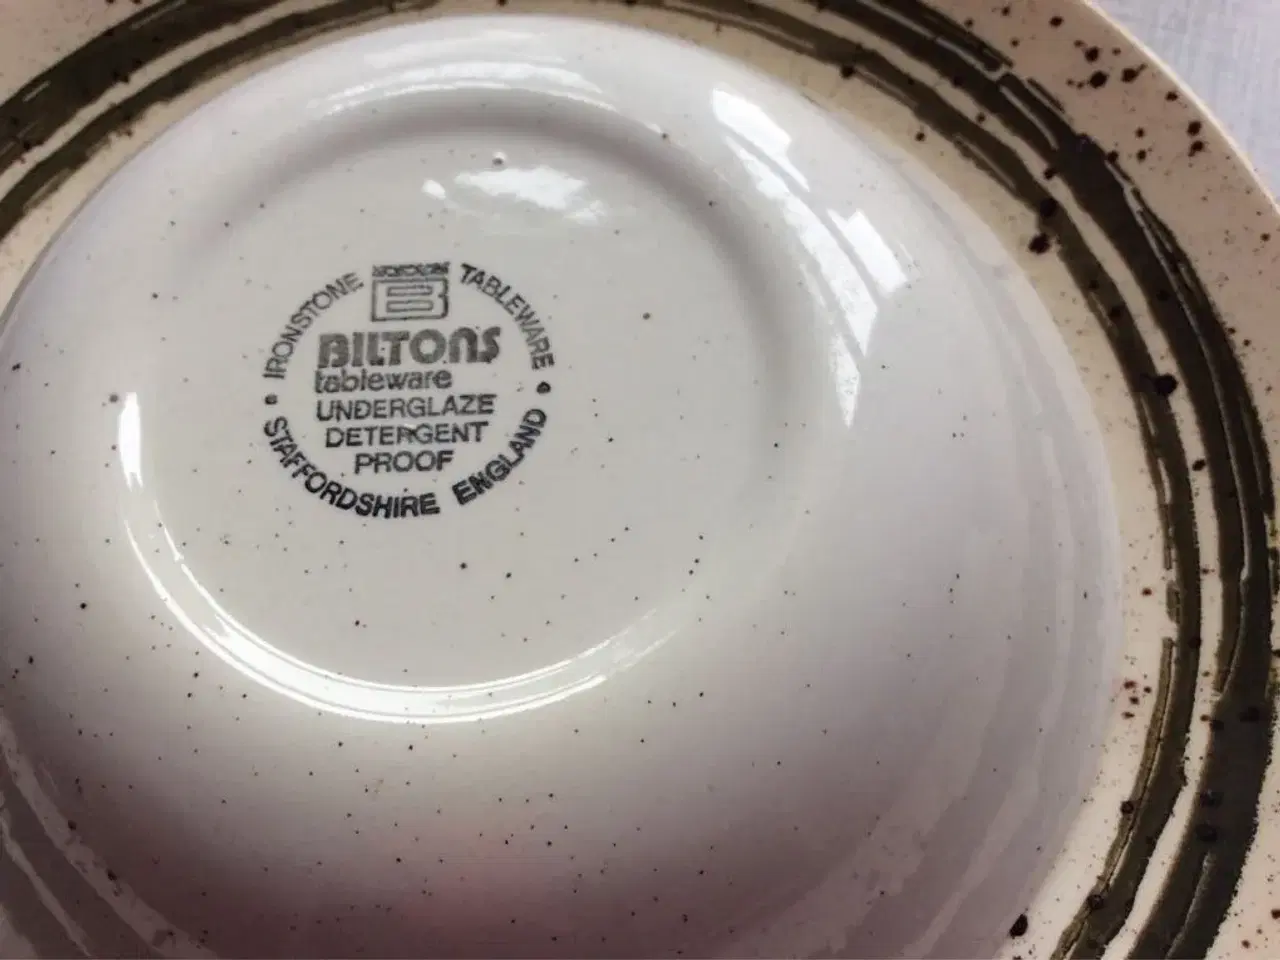 IRONSTONE TABLEWARE
B
BILTONS
tableware
UNDERGLAZE
DETERGENT
PROOF
STAFFORDSHIRE ENGLAND